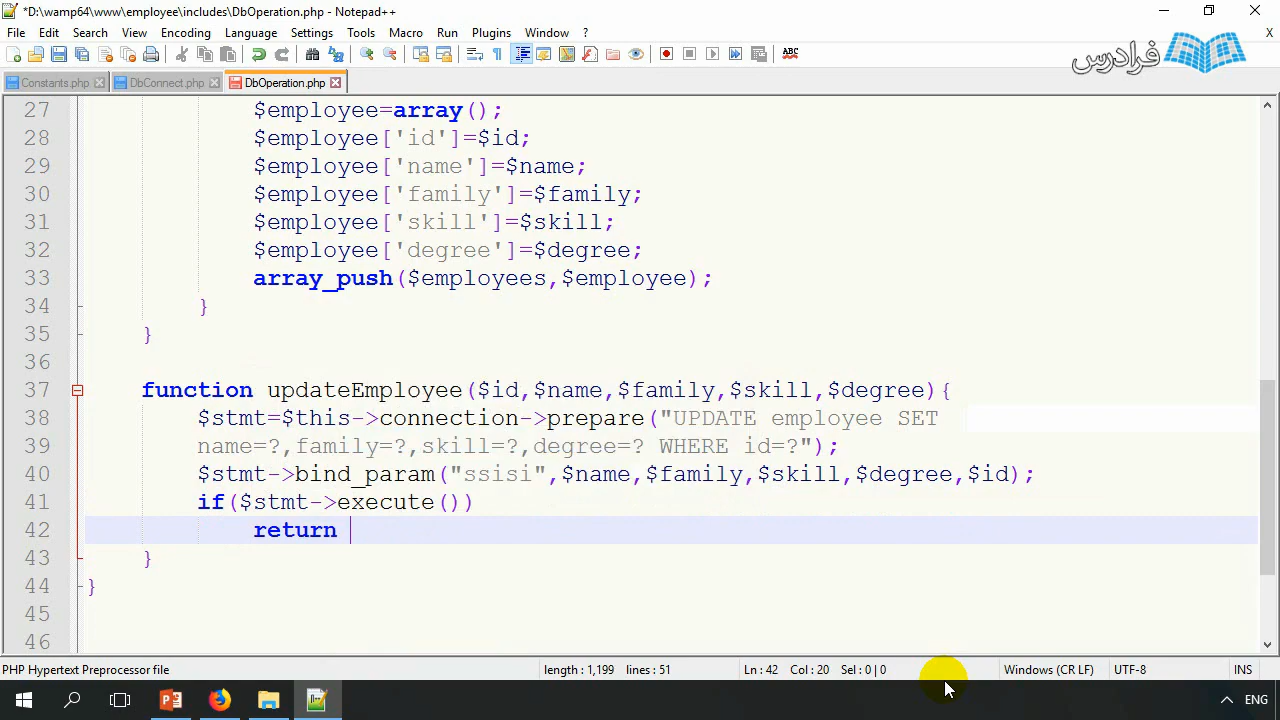 *D:\wamp64\www\employee\includes\DbOperation.php - Notepad++
File Edit Search View Encoding Language Settings Tools Macro Run Plugins Window ? X
فرادرس
Constants.php DbConnect.php DbOperation.php
27 $employee=array();
28 $employee['id']=$id;
29 $employee['name']=$name;
30 $employee['family']=$family;
31 $employee['skill']=$skill;
32 $employee['degree']=$degree;
33 array_push($employees,$employee);
34 }
35 }
36
37 function updateEmployee($id,$name,$family,$skill,$degree){
38 $stmt=$this->connection->prepare("UPDATE employee SET
39 name=?,family=?,skill=?,degree=? WHERE id=?");
40 $stmt->bind_param("ssisi",$name,$family,$skill,$degree,$id);
41 if($stmt->execute())
42 return
43 }
44 }
45
46
PHP Hypertext Preprocessor file length : 1,199 lines : 51 Ln : 42 Col : 20 Sel : 0 | 0 Windows (CR LF) UTF-8 INS
ENG